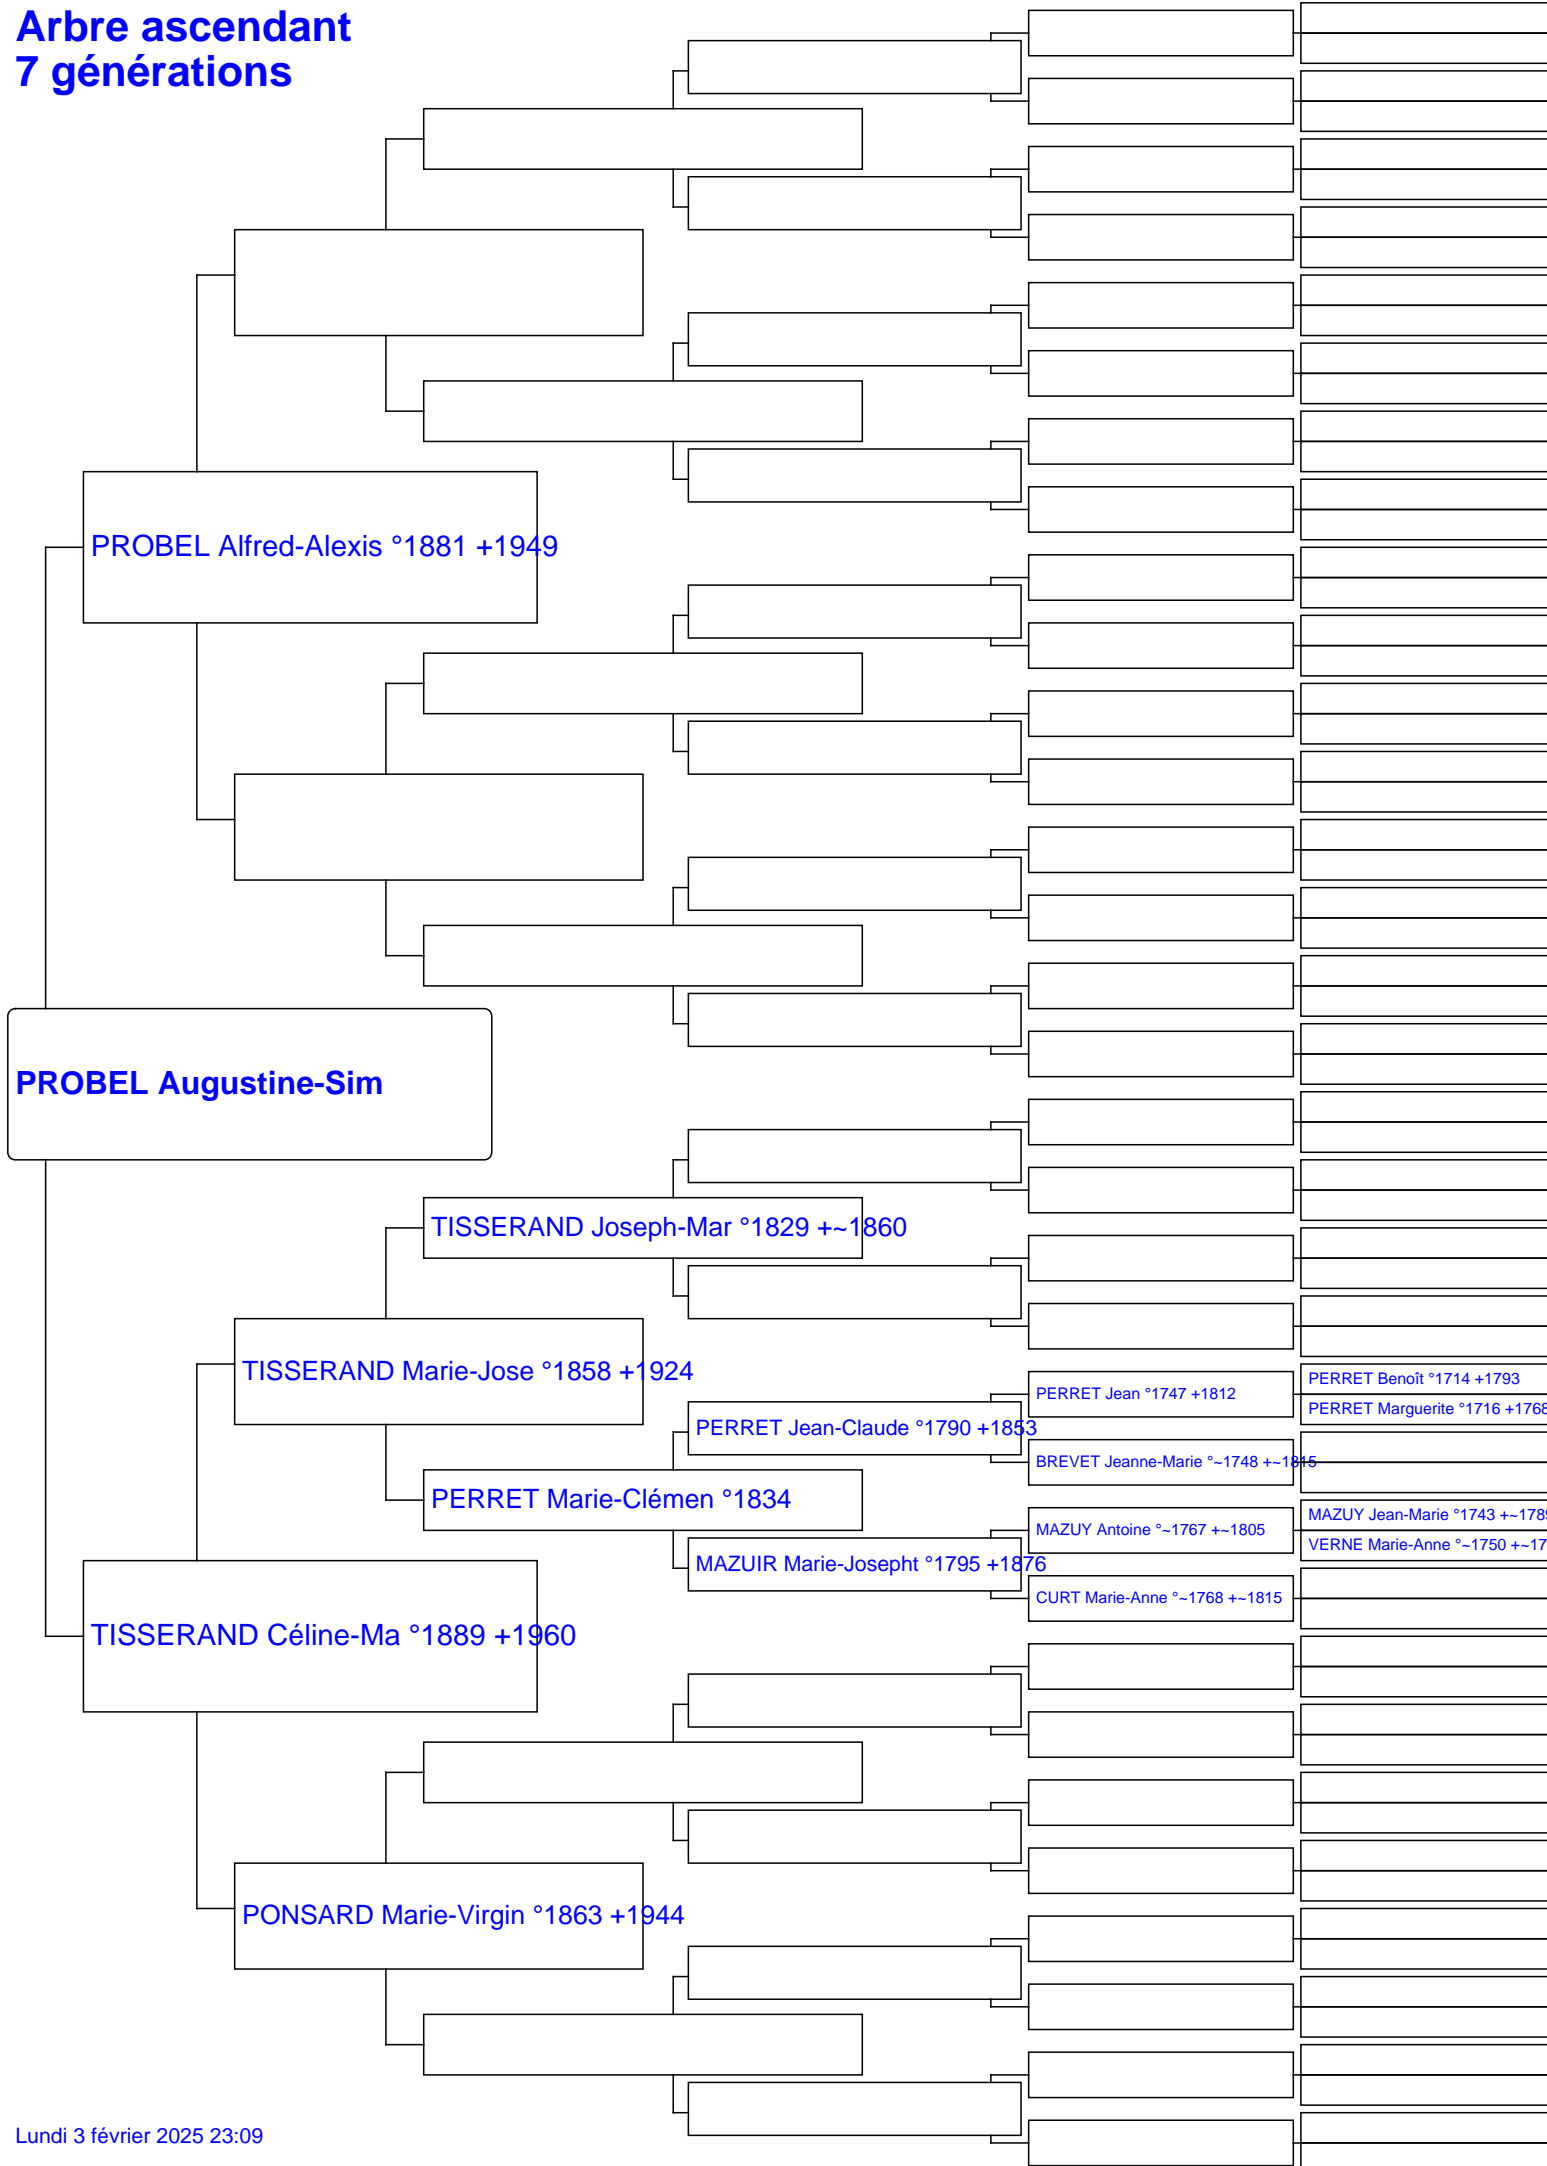 Arbre ascendant
7 générations
PROBEL Alfred-Alexis °1881 +1949
PROBEL Augustine-Sim
TISSERAND Joseph-Mar °1829 +~1860
TISSERAND Marie-Jose °1858 +1924
PERRET Jean °1747 +1812
PERRET Benoît °1714 +1793
PERRET Marguerite °1716 +1768
PERRET Jean-Claude °1790 +1853
BREVET Jeanne-Marie °~1748 +~1815
PERRET Marie-Clémen °1834
MAZUY Antoine °~1767 +~1805
MAZUY Jean-Marie °1743 +~1789
VERNE Marie-Anne °~1750 +~17
MAZUIR Marie-Josepht °1795 +1876
CURT Marie-Anne °~1768 +~1815
TISSERAND Céline-Ma °1889 +1960
PONSARD Marie-Virgin °1863 +1944
Lundi 3 février 2025 23:09